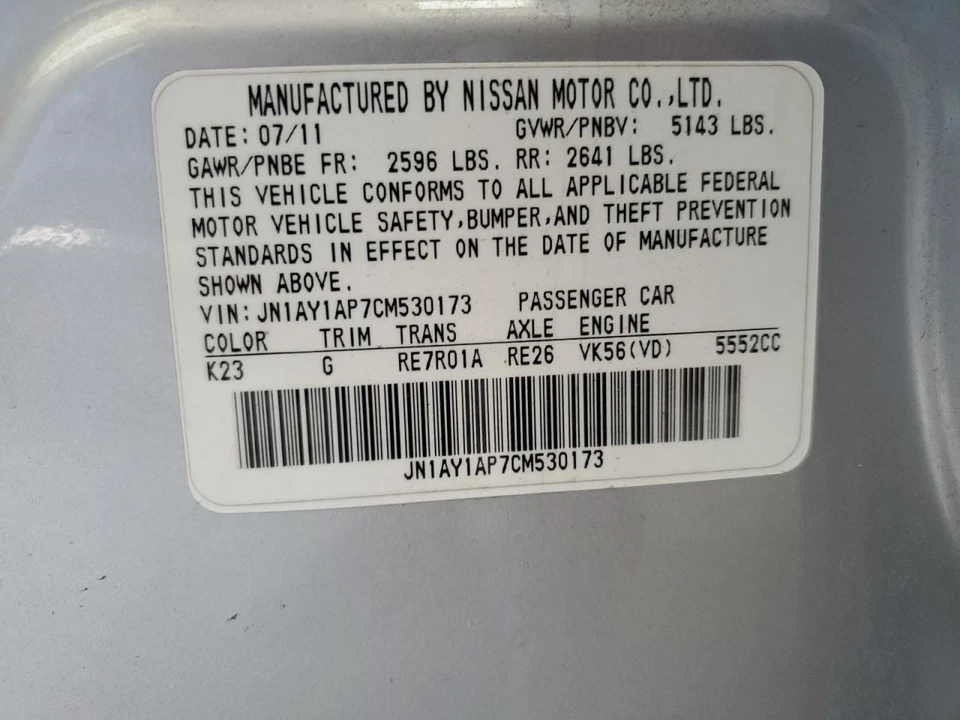 MANUFACTURED BY NISSAN MOTOR CO.,LTD.
DATE: 07/11 GVWR/PNBV: 5143 LBS.
GAWR/PNBE FR: 2596 LBS. RR: 2641 LBS.
THIS VEHICLE CONFORMS TO ALL APPLICABLE FEDERAL
MOTOR VEHICLE SAFETY,BUMPER,AND THEFT PREVENTION
STANDARDS IN EFFECT ON THE DATE OF MANUFACTURE
SHOWN ABOVE.
VIN:JN1AY1AP7CM530173 PASSENGER CAR
COLOR TRIM TRANS AXLE ENGINE
K23 G RE7R01A RE26 VK56(VD) 5552CC
JN1AY1AP7CM530173